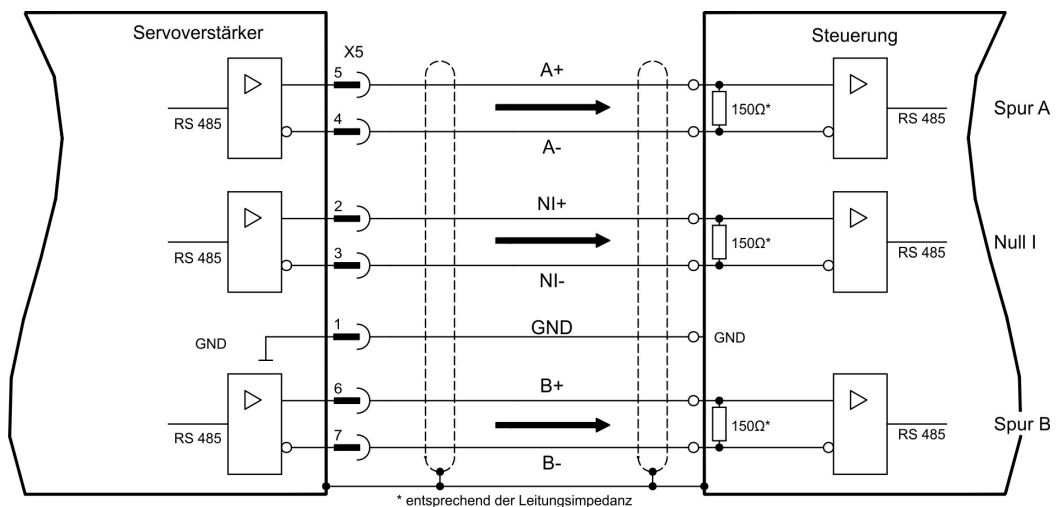 Servoverstärker
Steuerung
X5
5
A+
RS 485
4
A-
150Ω*
RS 485
Spur A
2
NI+
RS 485
3
NI-
150Ω*
RS 485
Null I
GND
1
GND
GND
6
B+
RS 485
7
B-
150Ω*
RS 485
Spur B
* entsprechend der Leitungsimpedanz